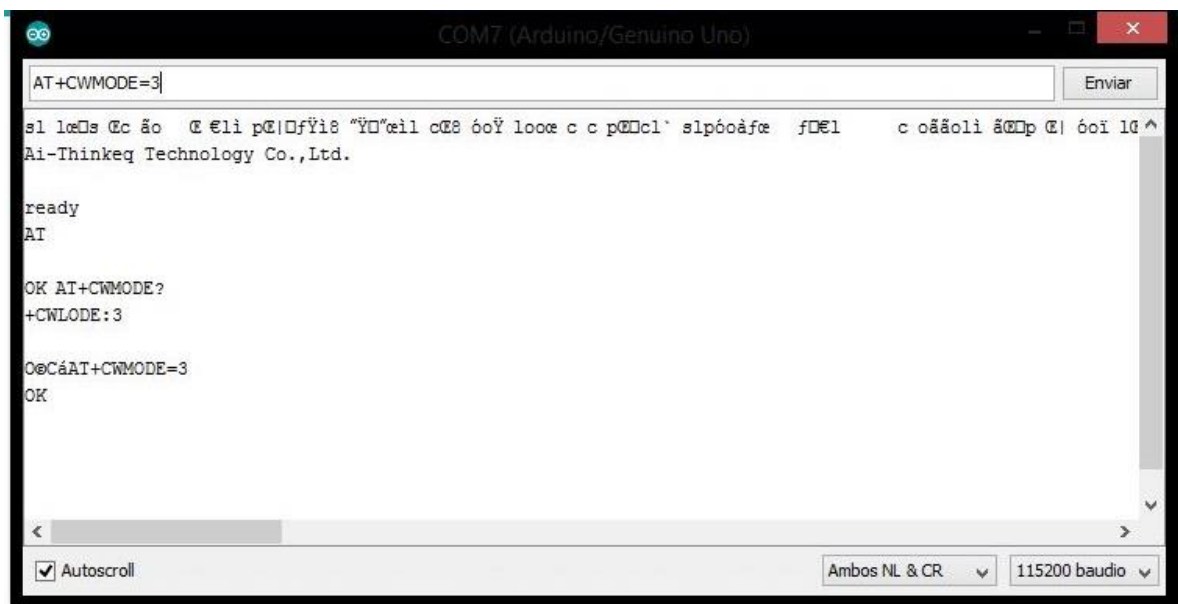 COM7 (Arduino/Genuino Uno)
AT+CWMODE=3
Enviar
Ai-Thinkeq Technology Co.,Ltd.
ready
AT
OK AT+CWMODE?
+CWLODE:3
O©CáAT+CWMODE=3
OK
Autoscroll
Ambos NL & CR
115200 baudio